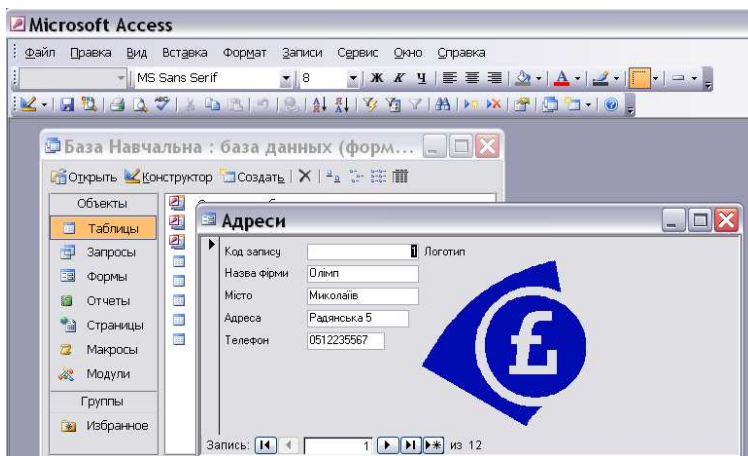 Microsoft Access
Файл Правка Вид Вставка Формат Записи Сервис Окно Справка
MS Sans Serif 8 Ж К Ч
База Навчальна : база данных (форм...
Открыть Конструктор Создать
Объекты
Таблицы
Запросы
Формы
Отчеты
Страницы
Макросы
Модули
Группы
Избранное
Адреси
Код запису 1 Логотип
Назва фірми Олімп
Місто Миколаїв
Адреса Радянська 5
Телефон 0512235567
£
Запись: 1 из 12